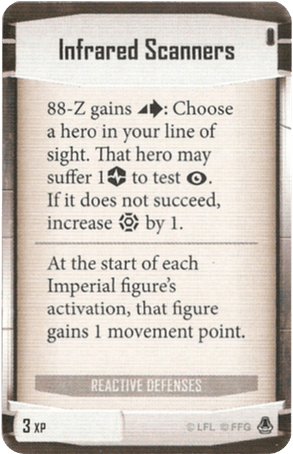 Infrared Scanners
88-Z gains : Choose
a hero in your line of
sight. That hero may
suffer 1 to test .
If it does not succeed,
increase by 1.
At the start of each
Imperial figure's
activation, that figure
gains 1 movement point.
REACTIVE DEFENSES
3 XP
© LFL © FFG